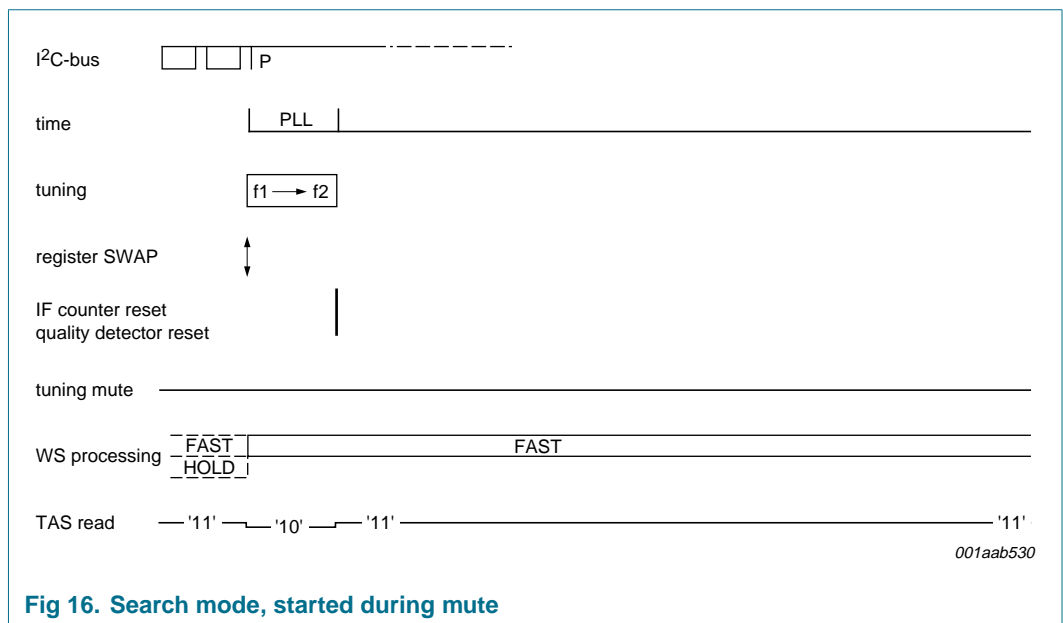 I2C-bus
P
time
PLL
tuning
f1 → f2
register SWAP
IF counter reset
quality detector reset
tuning mute
WS processing
FAST
HOLD
FAST
TAS read
'11'
'10'
'11'
'11'
001aab530
Fig 16. Search mode, started during mute